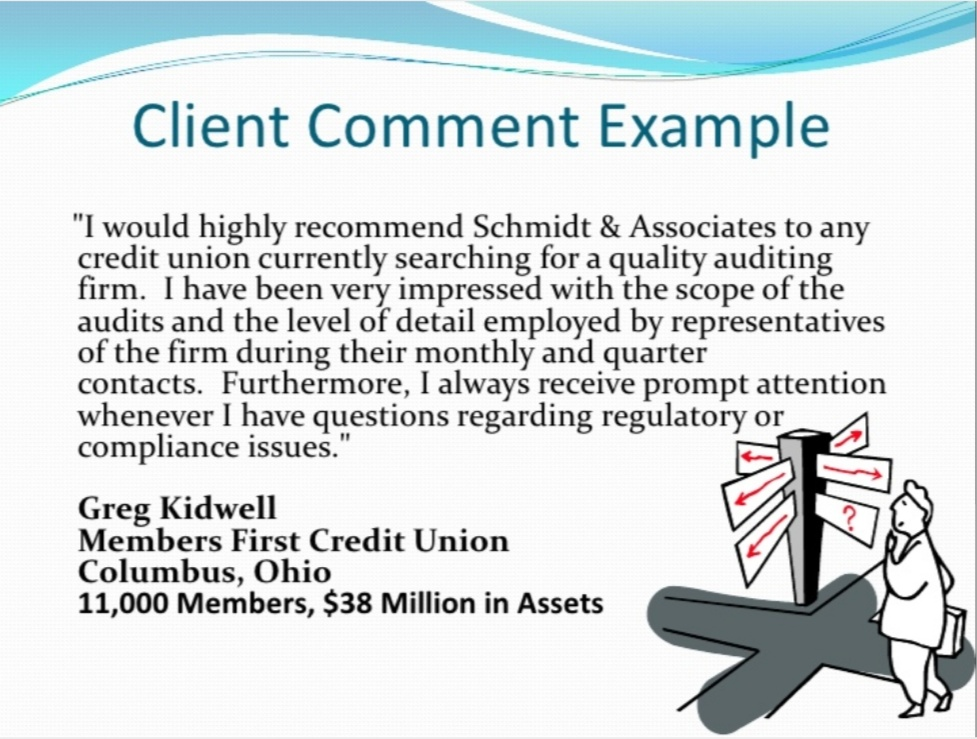 Client Comment Example
"I would highly recommend Schmidt & Associates to any
credit union currently searching for a quality auditing
firm.  I have been very impressed with the scope of the
audits and the level of detail employed by representatives
of the firm during their monthly and quarter
contacts.  Furthermore, I always receive prompt attention
whenever I have questions regarding regulatory or
compliance issues."
Greg Kidwell
Members First Credit Union
Columbus, Ohio
11,000 Members, $38 Million in Assets
?